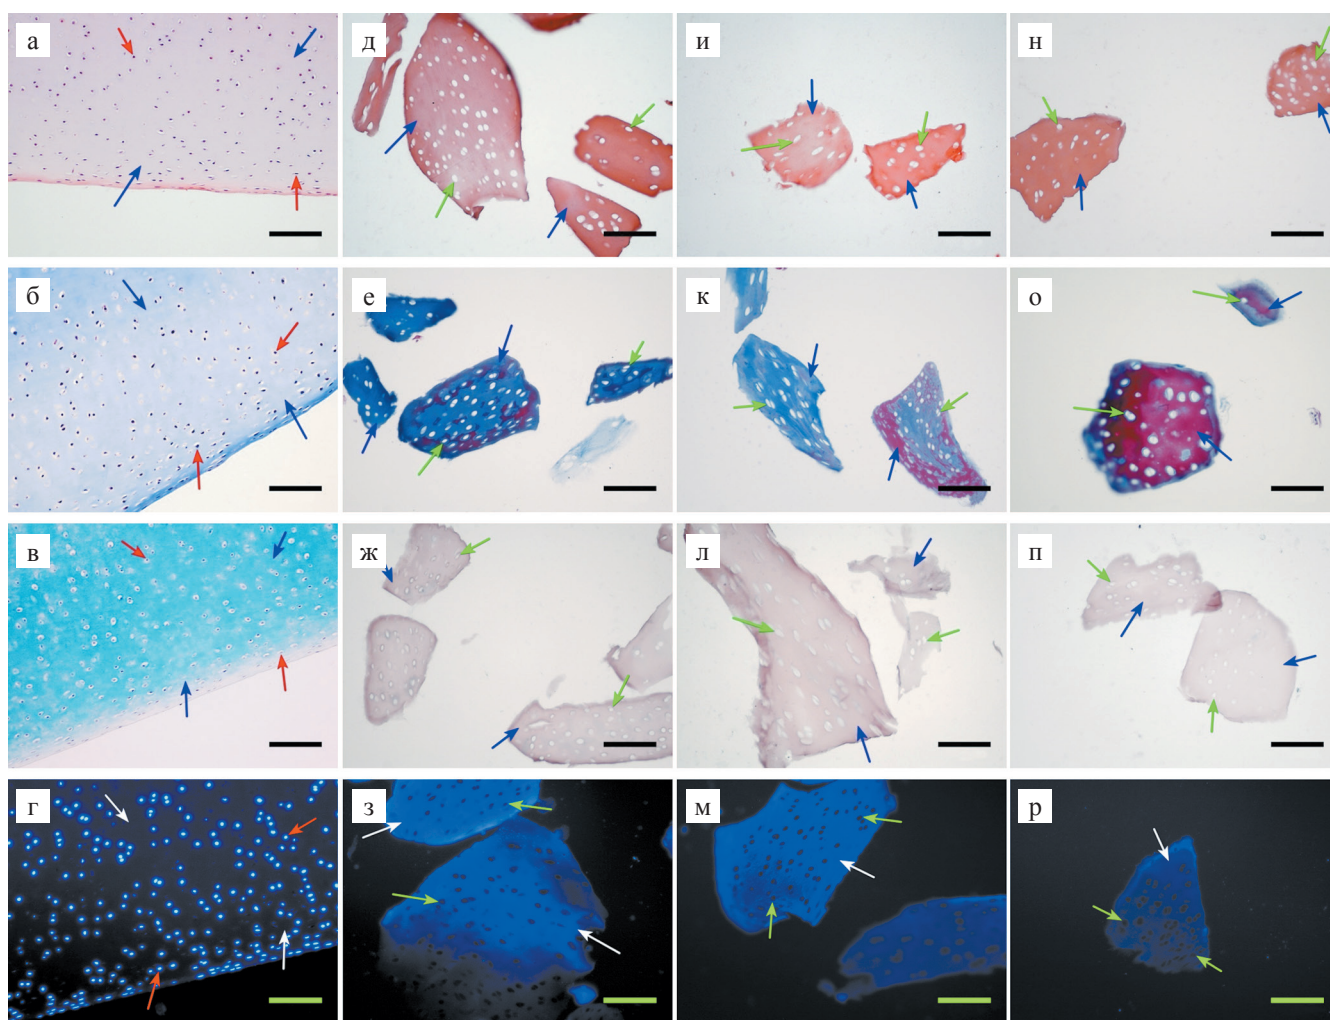 а д и н
б е к о
в ж л п
г з м р